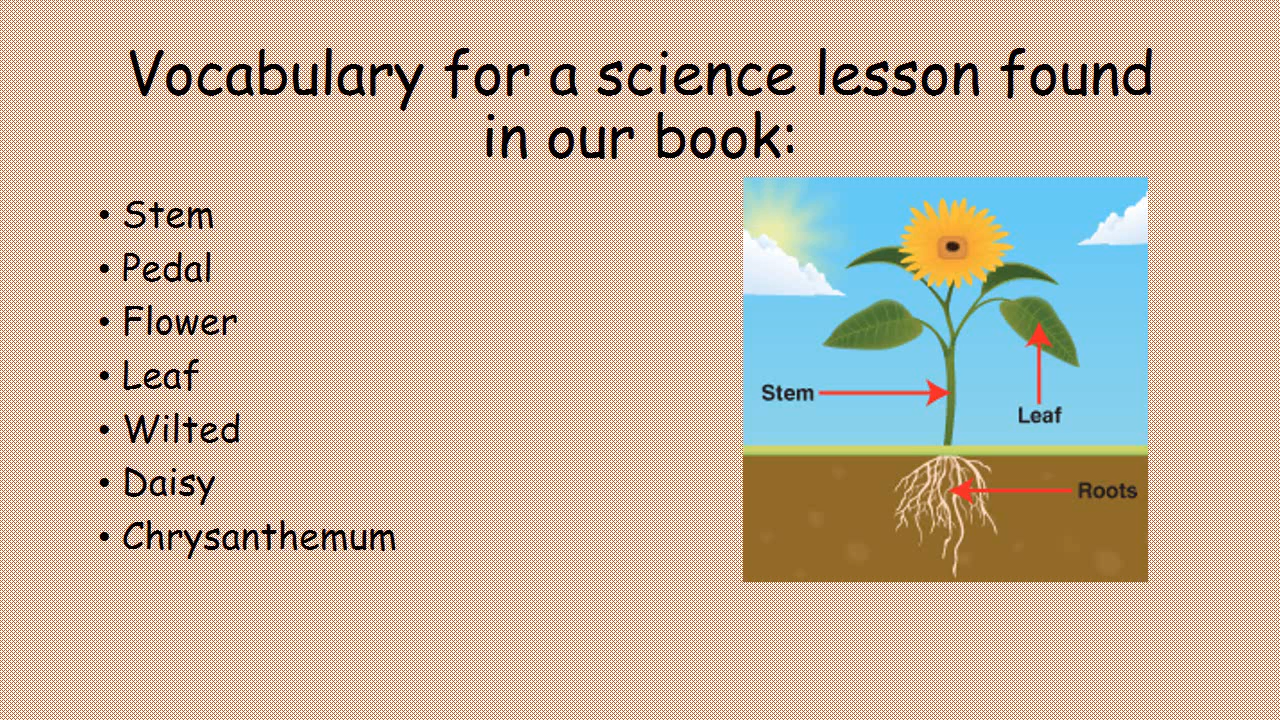 Vocabulary for a science lesson found
in our book:
• Stem
• Pedal
• Flower
• Leaf
• Wilted
• Daisy
• Chrysanthemum
Stem
Leaf
Roots